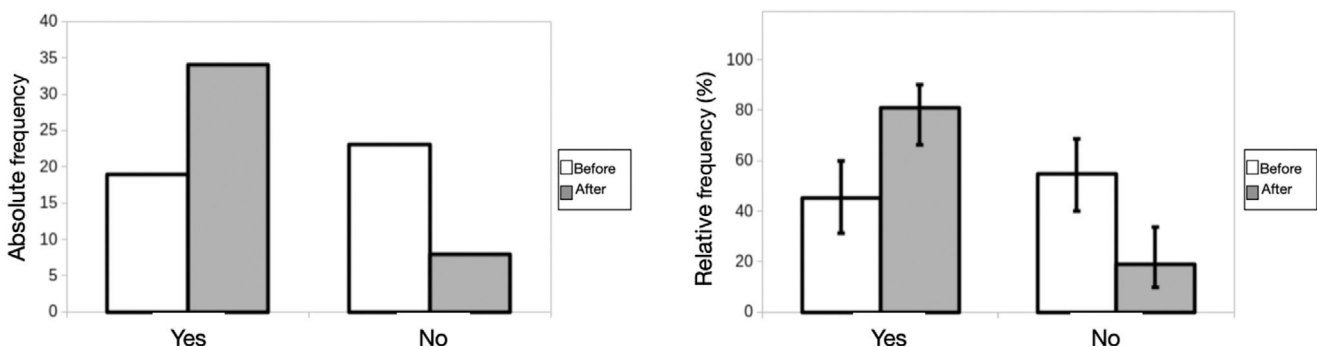 Absolute frequency
40
35
30
25
20
15
10
5
0
Yes
No
Before
After
Relative frequency (%)
100
80
60
40
20
0
Yes
No
Before
After